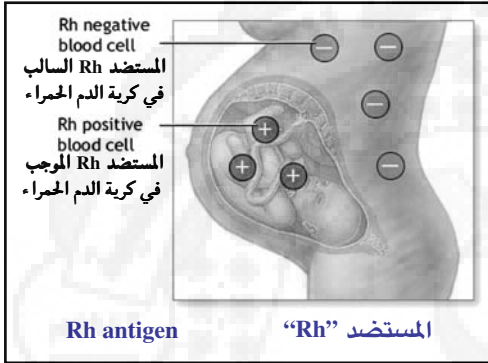 Rh negative
blood cell
المستضد Rh السالب
في كرية الدم الحمراء
Rh positive
blood cell
المستضد Rh الموجب
في كرية الدم الحمراء
− −
−
−
+
+ +
Rh antigen المستضد “Rh”